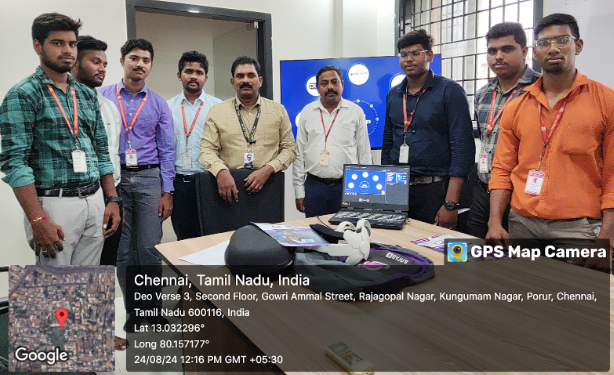 GPS Map Camera
Chennai, Tamil Nadu, India
Deo Verse 3, Second Floor, Gowri Ammal Street, Rajagopal Nagar, Kungumam Nagar, Porur, Chennai,
Tamil Nadu 600116, India
Lat 13.032296°
Long 80.157177°
24/08/24 12:16 PM GMT +05:30
Google